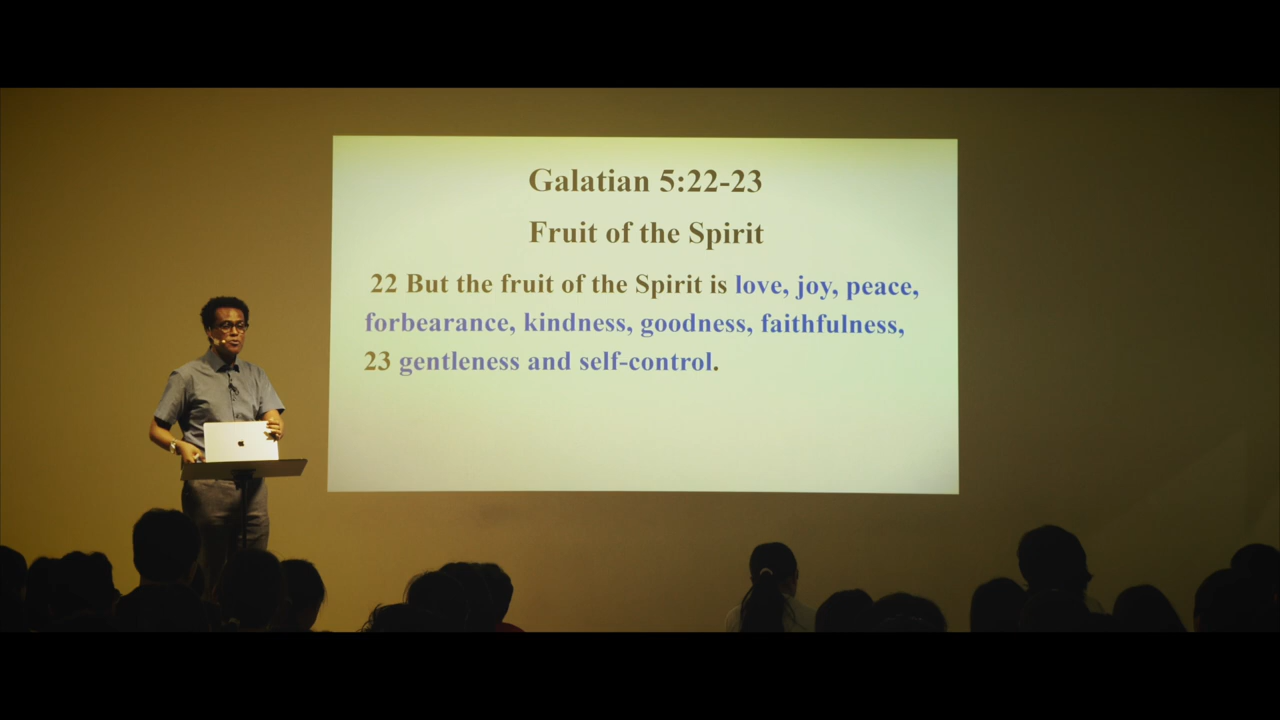 Galatian 5:22-23
Fruit of the Spirit
22 But the fruit of the Spirit is love, joy, peace,
forbearance, kindness, goodness, faithfulness,
23 gentleness and self-control.